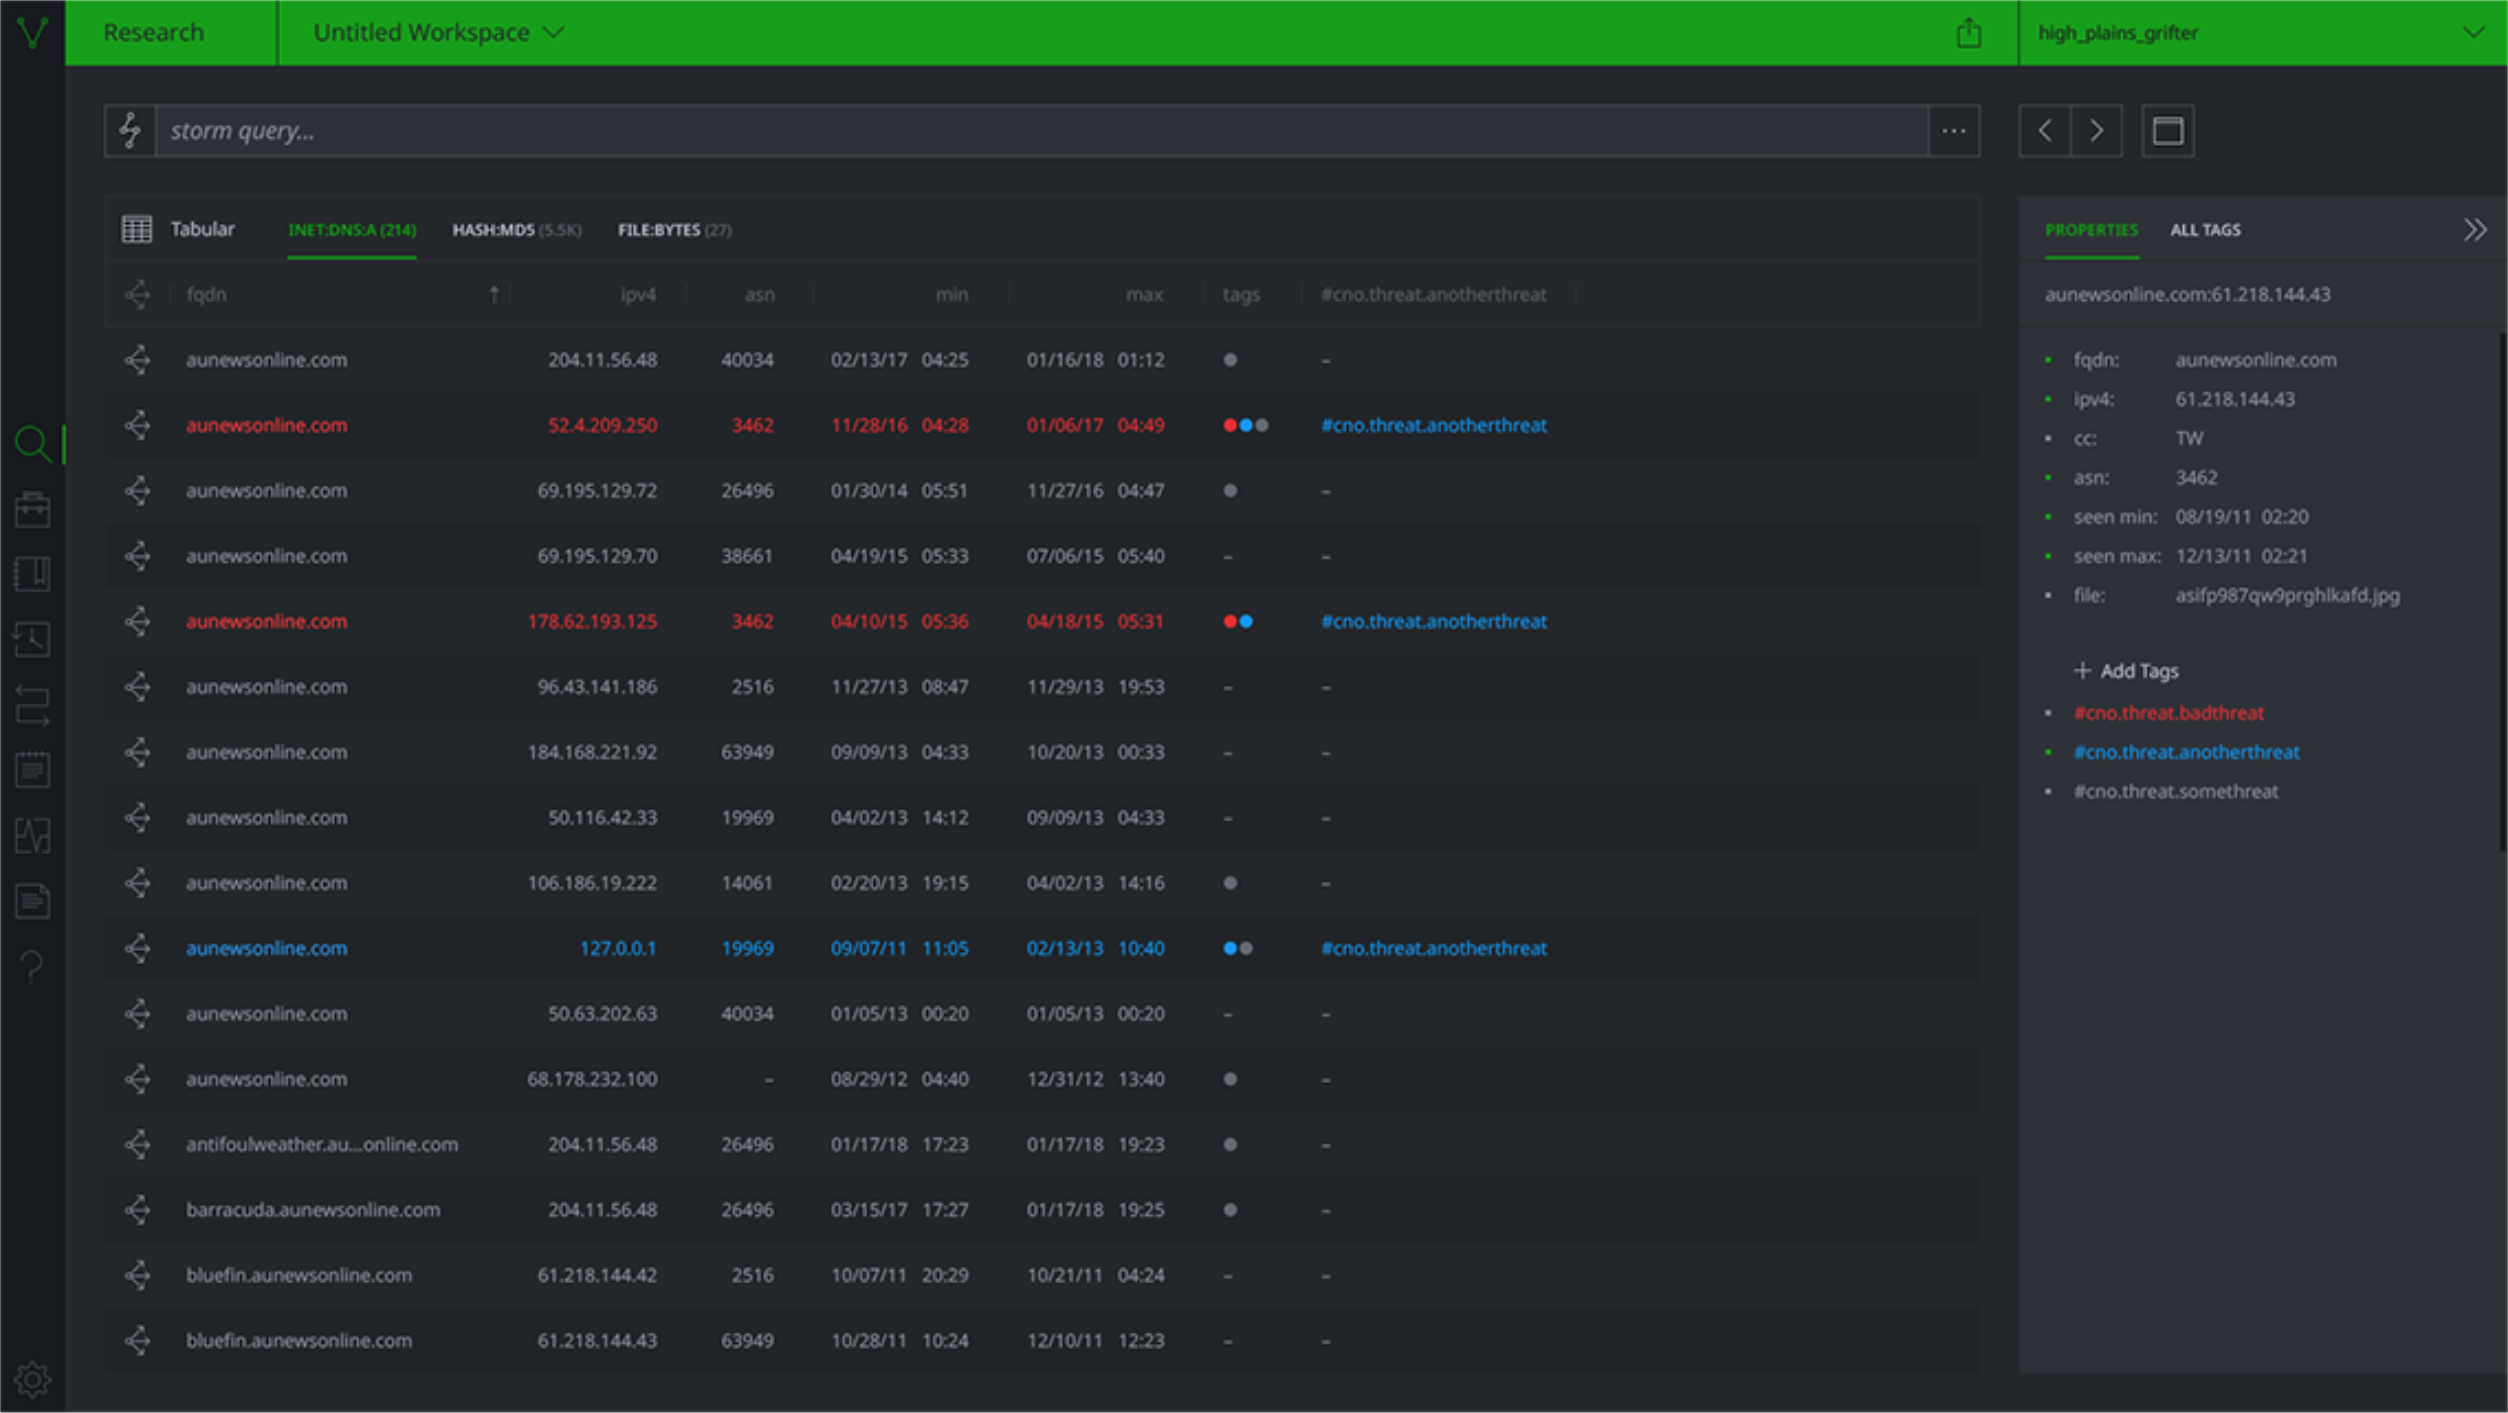 Research Untitled Workspace high_plains_grifter
storm query... ...
Tabular INET:DNS:A (214) HASH:MD5 (5.5K) FILE:BYTES (27)
fqdn ipv4 asn min max tags #cno.threat.anotherthreat
aunewsonline.com 204.11.56.48 40034 02/13/17 04:25 01/16/18 01:12 –
aunewsonline.com 52.4.209.250 3462 11/28/16 04:28 01/06/17 04:49 #cno.threat.anotherthreat
aunewsonline.com 69.195.129.72 26496 01/30/14 05:51 11/27/16 04:47 –
aunewsonline.com 69.195.129.70 38661 04/19/15 05:33 07/06/15 05:40 – –
aunewsonline.com 178.62.193.125 3462 04/10/15 05:36 04/18/15 05:31 #cno.threat.anotherthreat
aunewsonline.com 96.43.141.186 2516 11/27/13 08:47 11/29/13 19:53 – –
aunewsonline.com 184.168.221.92 63949 09/09/13 04:33 10/20/13 00:33 – –
aunewsonline.com 50.116.42.33 19969 04/02/13 14:12 09/09/13 04:33 – –
aunewsonline.com 106.186.19.222 14061 02/20/13 19:15 04/02/13 14:16 –
aunewsonline.com 127.0.0.1 19969 09/07/11 11:05 02/13/13 10:40 #cno.threat.anotherthreat
aunewsonline.com 50.63.202.63 40034 01/05/13 00:20 01/05/13 00:20 – –
aunewsonline.com 68.178.232.100 – 08/29/12 04:40 12/31/12 13:40 –
antifoulweather.au...online.com 204.11.56.48 26496 01/17/18 17:23 01/17/18 19:23 –
barracuda.aunewsonline.com 204.11.56.48 26496 03/15/17 17:27 01/17/18 19:25 –
bluefin.aunewsonline.com 61.218.144.42 2516 10/07/11 20:29 10/21/11 04:24 – –
bluefin.aunewsonline.com 61.218.144.43 63949 10/28/11 10:24 12/10/11 12:23 – –
PROPERTIES ALL TAGS
aunewsonline.com:61.218.144.43
fqdn: aunewsonline.com
ipv4: 61.218.144.43
cc: TW
asn: 3462
seen min: 08/19/11 02:20
seen max: 12/13/11 02:21
file: asifp987qw9prghlkafd.jpg
+ Add Tags
#cno.threat.badthreat
#cno.threat.anotherthreat
#cno.threat.somethreat